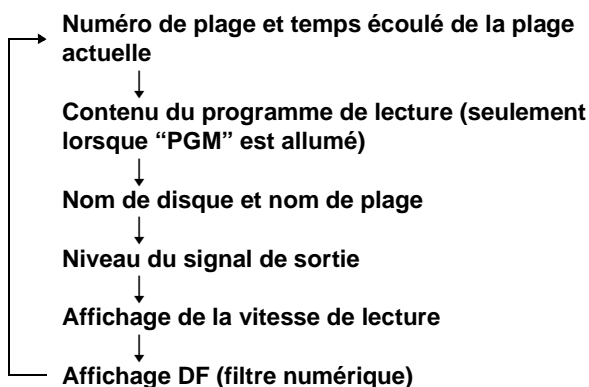 Numéro de plage et temps écoulé de la plage
actuelle
Contenu du programme de lecture (seulement
lorsque “PGM” est allumé)
Nom de disque et nom de plage
Niveau du signal de sortie
Affichage de la vitesse de lecture
Affichage DF (filtre numérique)